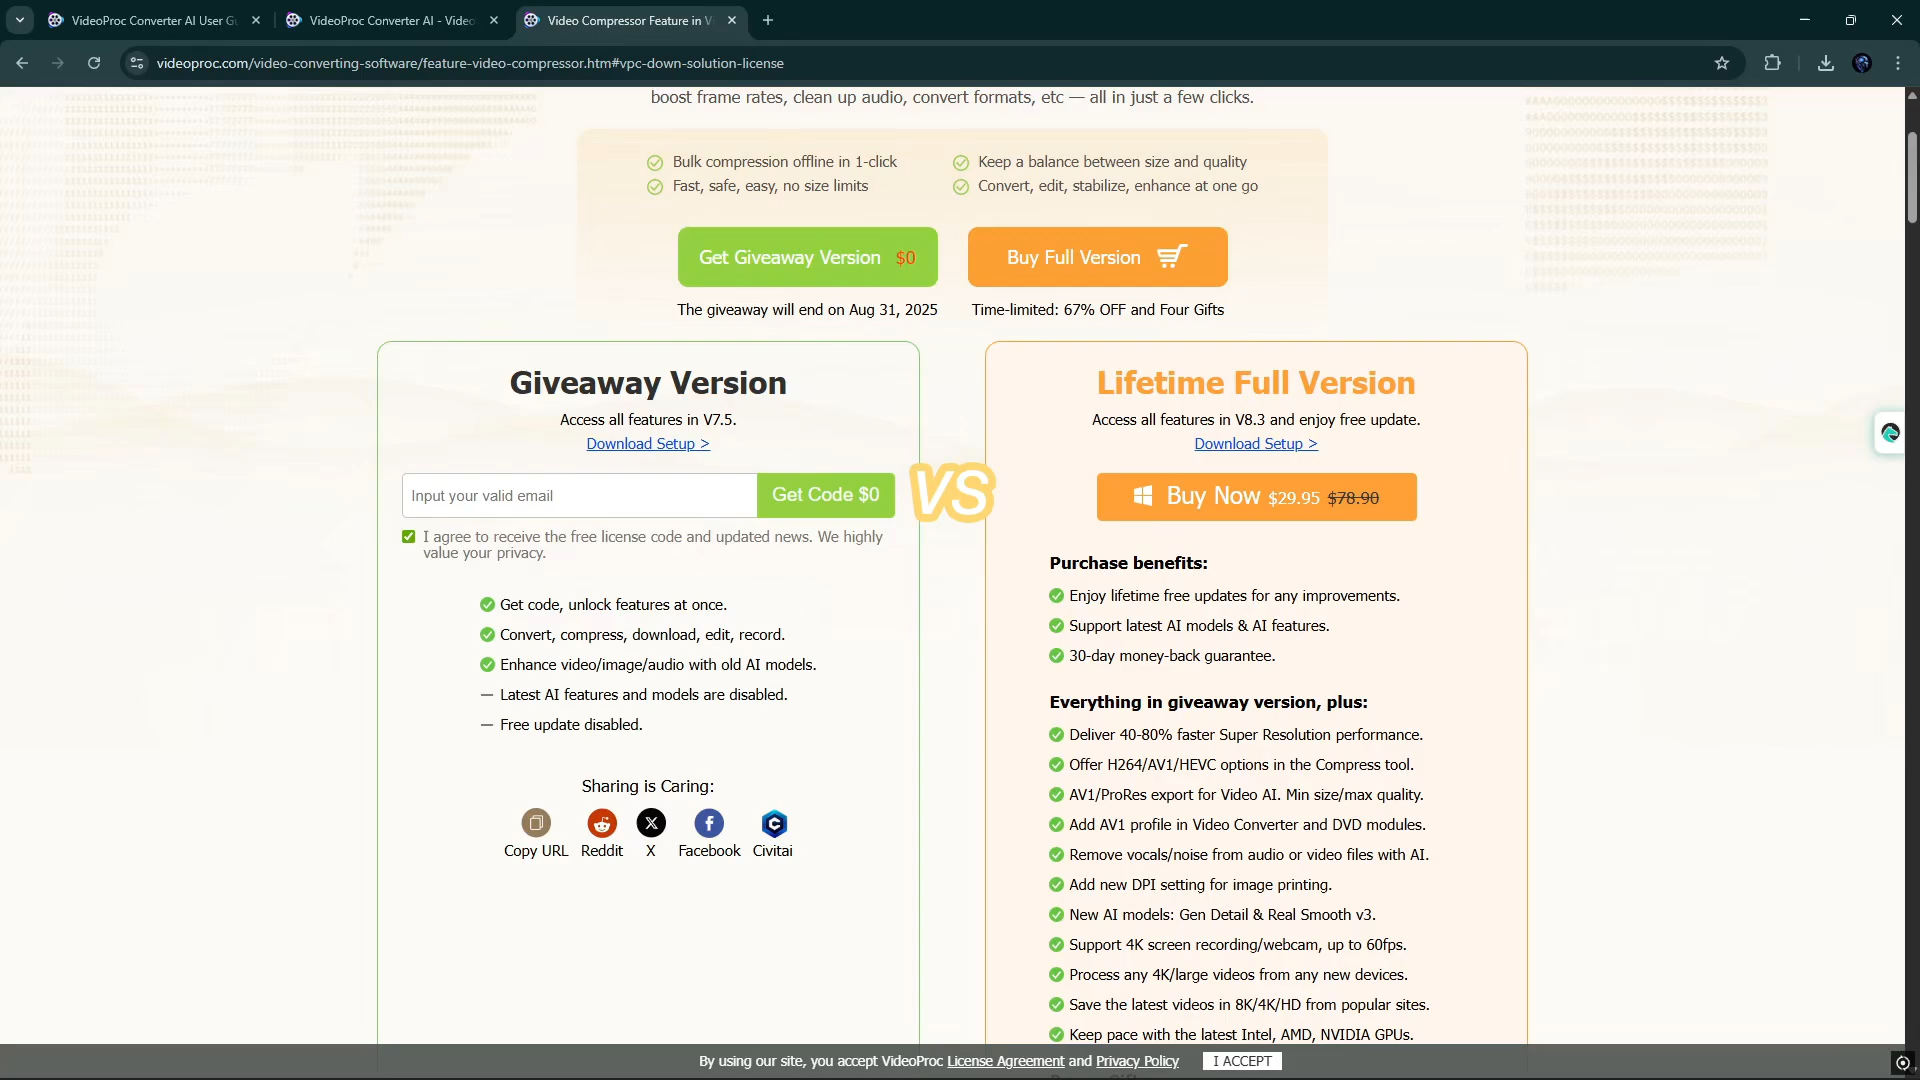 VideoProc Converter AI User Gu
VideoProc Converter AI - Video
Video Compressor Feature in V
videoproc.com/video-converting-software/feature-video-compressor.htm#vpc-down-solution-license
boost frame rates, clean up audio, convert formats, etc — all in just a few clicks.
Bulk compression offline in 1-click
Keep a balance between size and quality
Fast, safe, easy, no size limits
Convert, edit, stabilize, enhance at one go
Get Giveaway Version $0
Buy Full Version
The giveaway will end on Aug 31, 2025
Time-limited: 67% OFF and Four Gifts
Giveaway Version
Access all features in V7.5.
Download Setup >
Input your valid email
Get Code $0
I agree to receive the free license code and updated news. We highly
value your privacy.
Get code, unlock features at once.
Convert, compress, download, edit, record.
Enhance video/image/audio with old AI models.
— Latest AI features and models are disabled.
— Free update disabled.
Sharing is Caring:
Copy URL Reddit X Facebook Civitai
VS
Lifetime Full Version
Access all features in V8.3 and enjoy free update.
Download Setup >
Buy Now $29.95 $78.90
Purchase benefits:
Enjoy lifetime free updates for any improvements.
Support latest AI models & AI features.
30-day money-back guarantee.
Everything in giveaway version, plus:
Deliver 40-80% faster Super Resolution performance.
Offer H264/AV1/HEVC options in the Compress tool.
AV1/ProRes export for Video AI. Min size/max quality.
Add AV1 profile in Video Converter and DVD modules.
Remove vocals/noise from audio or video files with AI.
Add new DPI setting for image printing.
New AI models: Gen Detail & Real Smooth v3.
Support 4K screen recording/webcam, up to 60fps.
Process any 4K/large videos from any new devices.
Save the latest videos in 8K/4K/HD from popular sites.
Keep pace with the latest Intel, AMD, NVIDIA GPUs.
By using our site, you accept VideoProc License Agreement and Privacy Policy
I ACCEPT